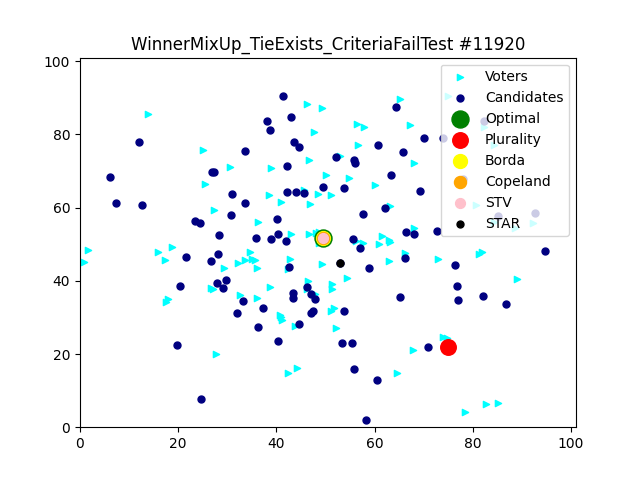 WinnerMixUp_TieExists_CriteriaFailTest #11920
100
80
60
40
20
0
0
20
40
60
80
100
Voters
Candidates
Optimal
Plurality
Borda
Copeland
STV
STAR